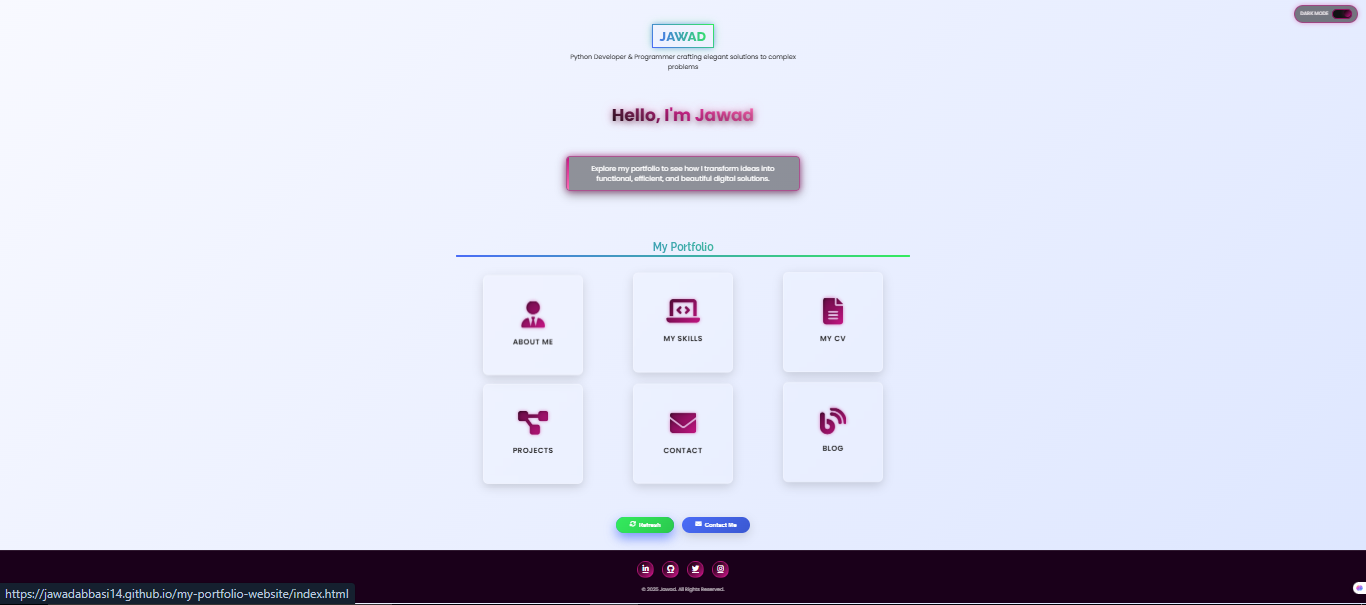 DARK MODE
JAWAD
Python Developer & Programmer crafting elegant solutions to complex
problems
Hello, I'm Jawad
Explore my portfolio to see how I transform ideas into
functional, efficient, and beautiful digital solutions.
My Portfolio
ABOUT ME
MY SKILLS
MY CV
PROJECTS
CONTACT
BLOG
Refresh
Contact Me
in
© 2025 Jawad. All Rights Reserved.
https://jawadabbasi14.github.io/my-portfolio-website/index.html